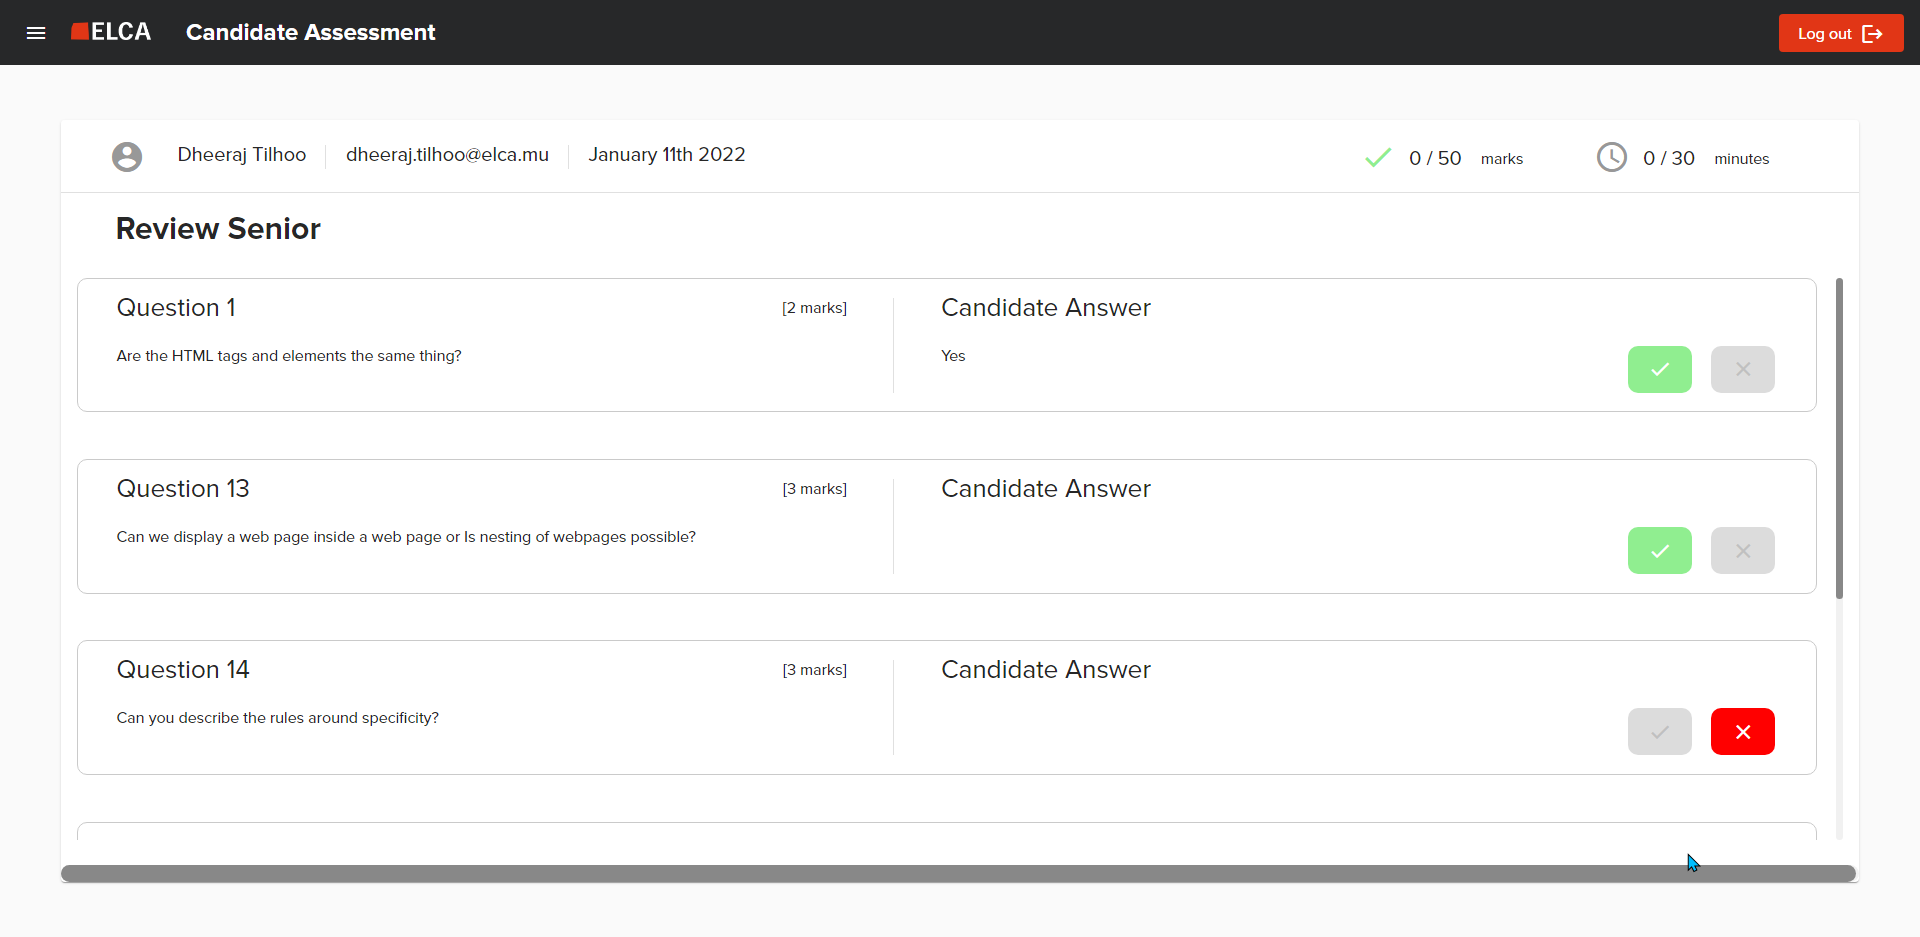 ELCA Candidate Assessment Log out
Dheeraj Tilhoo dheeraj.tilhoo@elca.mu January 11th 2022 0 / 50 marks 0 / 30 minutes
Review Senior
Question 1 [2 marks] Candidate Answer
Are the HTML tags and elements the same thing? Yes
Question 13 [3 marks] Candidate Answer
Can we display a web page inside a web page or Is nesting of webpages possible?
Question 14 [3 marks] Candidate Answer
Can you describe the rules around specificity?